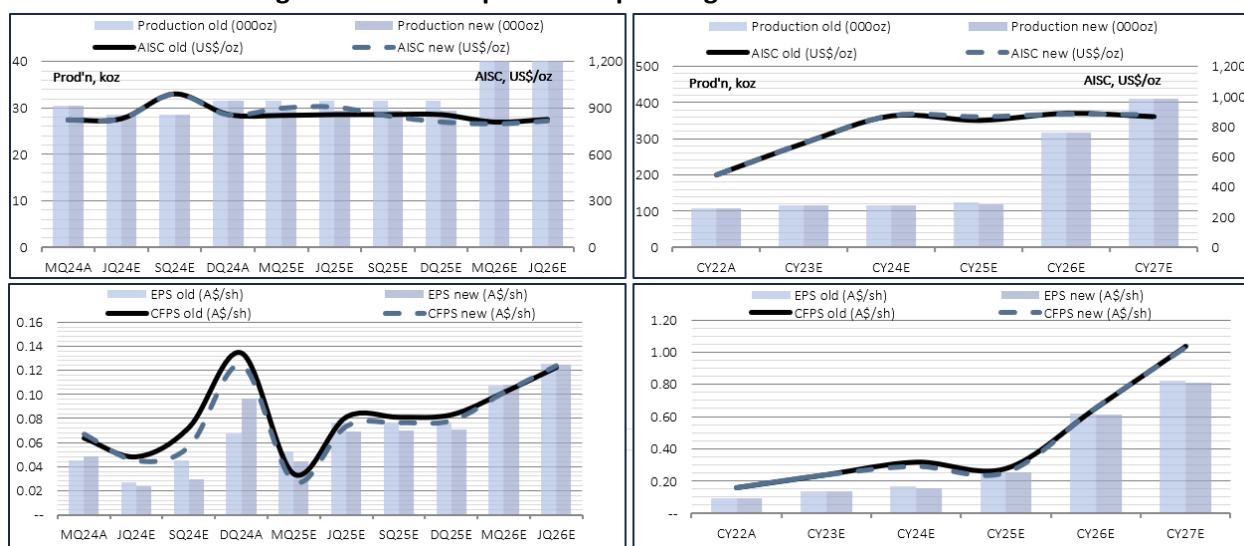 Production old (000oz) Production new (000oz)
AISC old (US$/oz) AISC new (US$/oz)
40 1,200
Prod'n, koz AISC, US$/oz
30 900
20 600
10 300
0 0
MQ24A JQ24E SQ24E DQ24A MQ25E JQ25E SQ25E DQ25E MQ26E JQ26E
Production old (000oz) Production new (000oz)
AISC old (US$/oz) AISC new (US$/oz)
500 1,200
Prod'n, koz AISC, US$/oz
400 1,000
800
300
600
200
400
100 200
0 0
CY22A CY23E CY24E CY25E CY26E CY27E
EPS old (A$/sh) EPS new (A$/sh)
CFPS old (A$/sh) CFPS new (A$/sh)
0.16
0.14
0.12
0.10
0.08
0.06
0.04
0.02
--
MQ24A JQ24E SQ24E DQ24A MQ25E JQ25E SQ25E DQ25E MQ26E JQ26E
EPS old (A$/sh) EPS new (A$/sh)
CFPS old (A$/sh) CFPS new (A$/sh)
1.20
1.00
0.80
0.60
0.40
0.20
--
CY22A CY23E CY24E CY25E CY26E CY27E